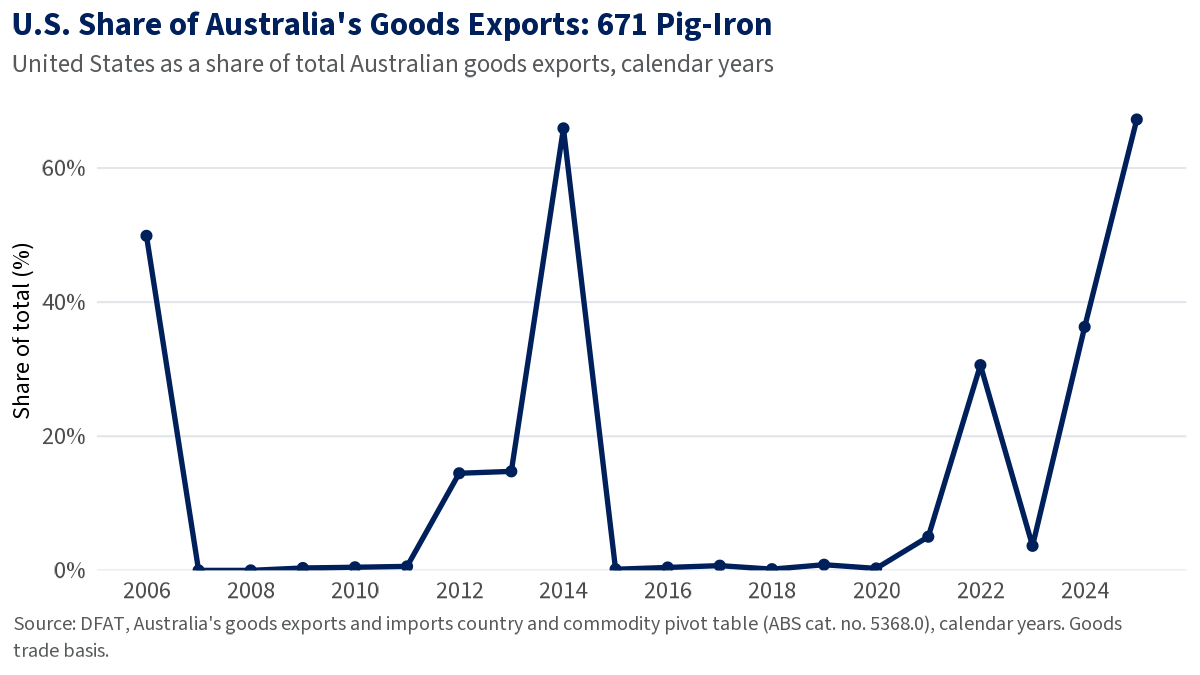 U.S. Share of Australia's Goods Exports: 671 Pig-Iron
United States as a share of total Australian goods exports, calendar years
Share of total (%)
60%
40%
20%
0%
2006 2008 2010 2012 2014 2016 2018 2020 2022 2024
Source: DFAT, Australia's goods exports and imports country and commodity pivot table (ABS cat. no. 5368.0), calendar years. Goods
trade basis.